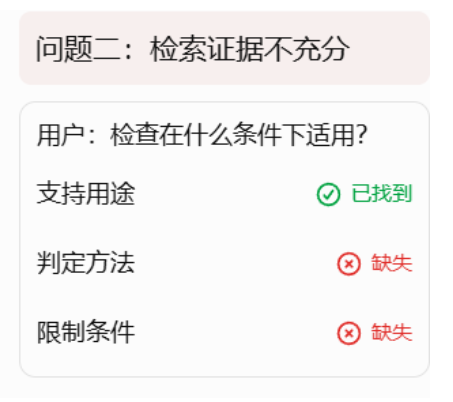 问题二：检索证据不充分
用户：检查在什么条件下适用？
支持用途 已找到
判定方法 缺失
限制条件 缺失